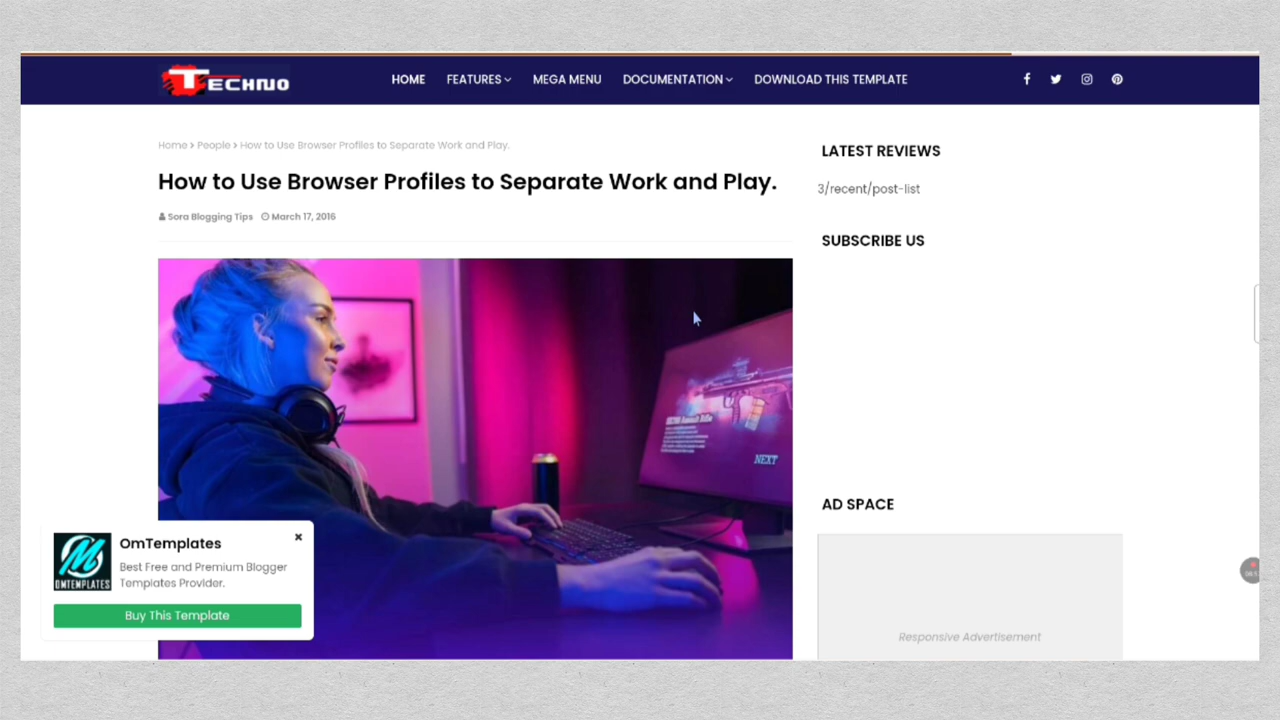 TECHNO
HOME FEATURES MEGA MENU DOCUMENTATION DOWNLOAD THIS TEMPLATE
Home > People > How to Use Browser Profiles to Separate Work and Play.
How to Use Browser Profiles to Separate Work and Play.
Sora Blogging Tips March 17, 2016
NEXT
OMTEMPLATES
OmTemplates
×
Best Free and Premium Blogger
Templates Provider.
Buy This Template
LATEST REVIEWS
3/recent/post-list
SUBSCRIBE US
AD SPACE
Responsive Advertisement